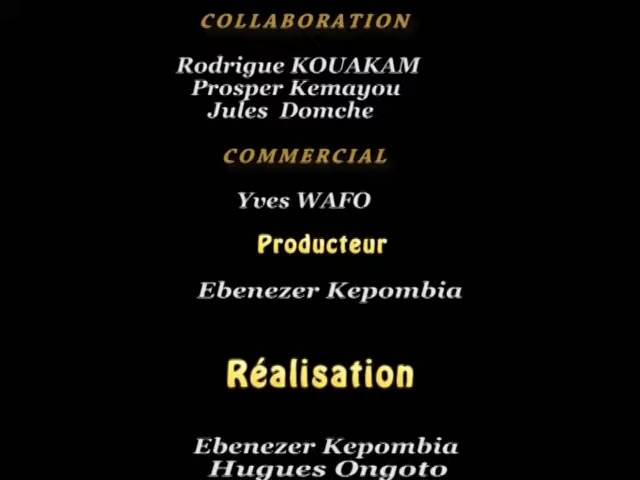 COLLABORATION
Rodrigue KOUAKAM
Prosper Kemayou
Jules Domche
COMMERCIAL
Yves WAFO
Producteur
Ebenezer Kepombia
Réalisation
Ebenezer Kepombia
Hugues Ongoto